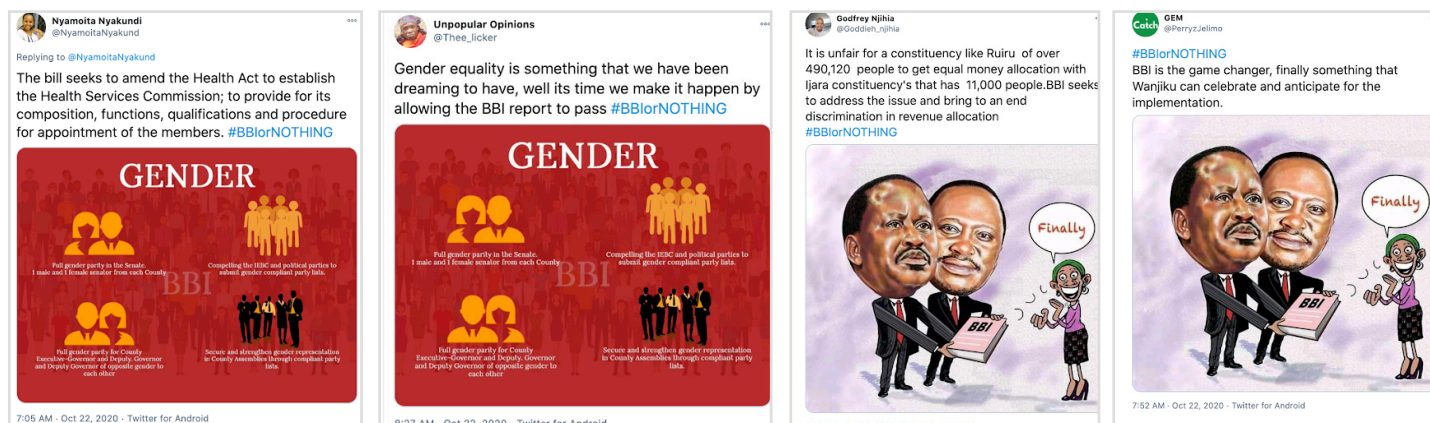 Nyamoita Nyakundi
@NyamoitaNyakund
Replying to @NyamoitaNyakund
The bill seeks to amend the Health Act to establish
the Health Services Commission; to provide for its
composition, functions, qualifications and procedure
for appointment of the members. #BBIorNOTHING
GENDER
Full gender parity in the Senate.
1 male and 1 female senator from each County
Compelling the IEBC and political parties to
submit gender compliant party lists.
BBI
Full gender parity for County
Executive-Governor and Deputy. Governor
and Deputy Governor of opposite gender to
each other
Secure and strengthen gender representation
in County Assemblies through compliant party
lists.
7:05 AM · Oct 22, 2020 · Twitter for Android
Unpopular Opinions
@Thee_licker
Gender equality is something that we have been
dreaming to have, well its time we make it happen by
allowing the BBI report to pass #BBIorNOTHING
GENDER
Full gender parity in the Senate.
1 male and 1 female senator from each County
Compelling the IEBC and political parties to
submit gender compliant party lists.
BBI
Full gender parity for County
Executive-Governor and Deputy. Governor
and Deputy Governor of opposite gender to
each other
Secure and strengthen gender representation
in County Assemblies through compliant party
lists.
8:37 AM · Oct 22, 2020 · Twitter for Android
Godfrey Njihia
@Goddieh_njihia
It is unfair for a constituency like Ruiru of over
490,120 people to get equal money allocation with
Ijara constituency's that has 11,000 people.BBI seeks
to address the issue and bring to an end
discrimination in revenue allocation
#BBIorNOTHING
Finally
BBI
Catch
GEM
@PerryzJelimo
#BBIorNOTHING
BBI is the game changer, finally something that
Wanjiku can celebrate and anticipate for the
implementation.
Finally
BBI
7:52 AM · Oct 22, 2020 · Twitter for Android